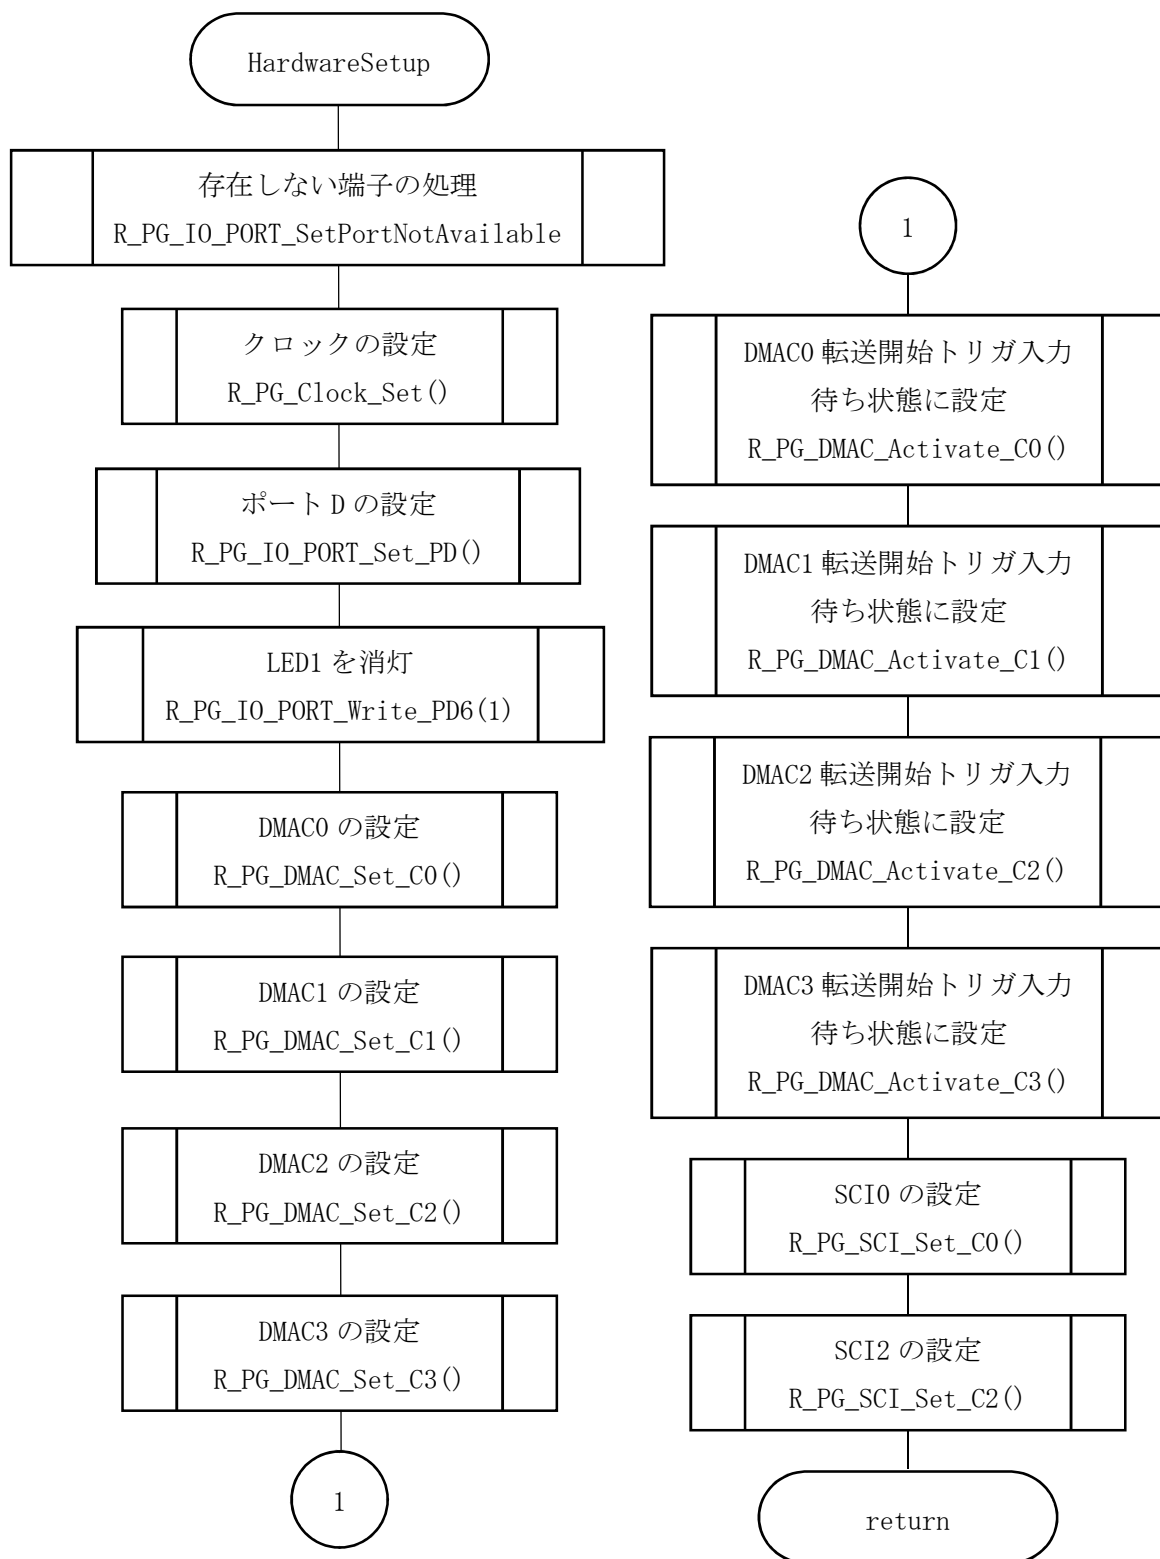 HardwareSetup
存在しない端子の処理
R_PG_IO_PORT_SetPortNotAvailable
クロックの設定
R_PG_Clock_Set()
ポート D の設定
R_PG_IO_PORT_Set_PD()
LED1 を消灯
R_PG_IO_PORT_Write_PD6(1)
DMAC0 の設定
R_PG_DMAC_Set_C0()
DMAC1 の設定
R_PG_DMAC_Set_C1()
DMAC2 の設定
R_PG_DMAC_Set_C2()
DMAC3 の設定
R_PG_DMAC_Set_C3()
1
1
DMAC0 転送開始トリガ入力
待ち状態に設定
R_PG_DMAC_Activate_C0()
DMAC1 転送開始トリガ入力
待ち状態に設定
R_PG_DMAC_Activate_C1()
DMAC2 転送開始トリガ入力
待ち状態に設定
R_PG_DMAC_Activate_C2()
DMAC3 転送開始トリガ入力
待ち状態に設定
R_PG_DMAC_Activate_C3()
SCI0 の設定
R_PG_SCI_Set_C0()
SCI2 の設定
R_PG_SCI_Set_C2()
return